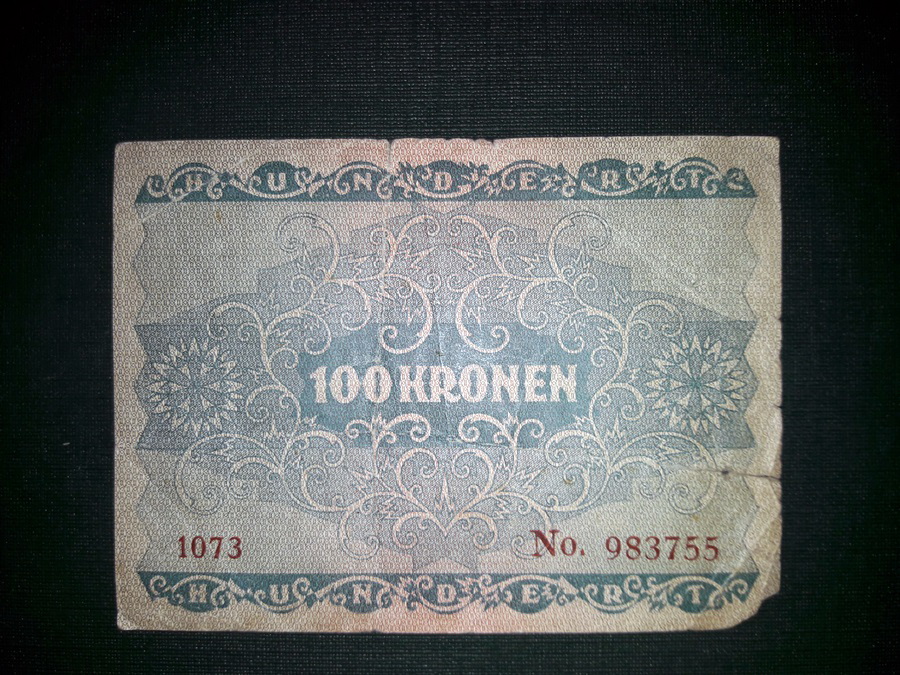 HUNDERT
100 KRONEN
1073 No. 983755
HUNDERT